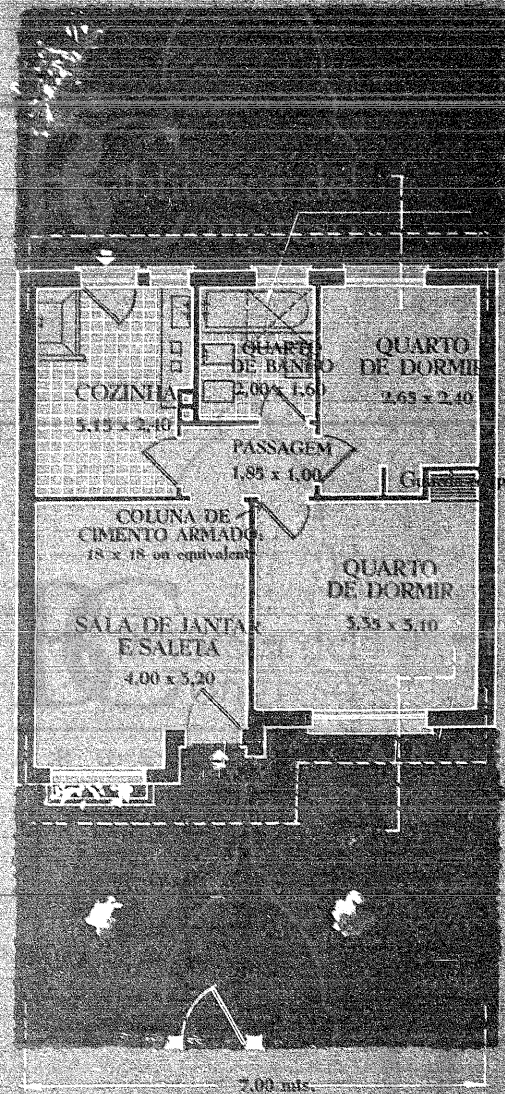 COZINHA
3.15 x 2.40
QUARTO
DE BANHO
2.00 x 1.60
QUARTO
DE DORMIR
2.65 x 2.40
PASSAGEM
1.85 x 1.00
COLUNA DE
CIMENTO ARMADO.
18 x 18 ou equivalente
QUARTO
DE DORMIR
3.35 x 3.10
SALA DE JANTAR
E SALETA
4.00 x 3.20
7.00 mts.